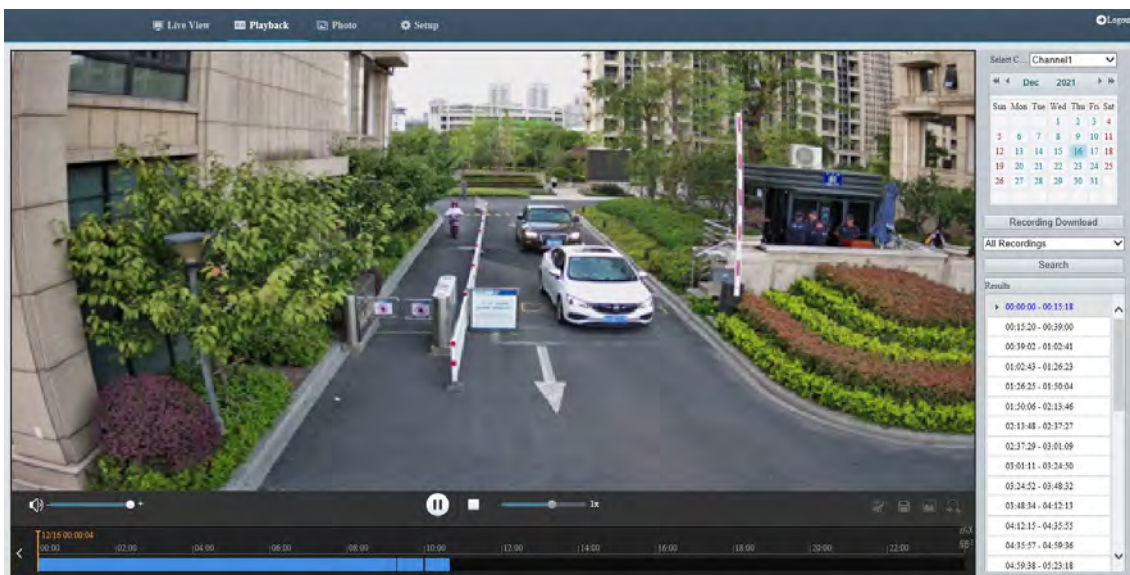 Live View Playback Photo Setup Logou
Select C... Channel1
Dec 2021
Sun Mon Tue Wed Thu Fri Sat
1 2 3 4
5 6 7 8 9 10 11
12 13 14 15 16 17 18
19 20 21 22 23 24 25
26 27 28 29 30 31
Recording Download
All Recordings
Search
Results
00:00:00 - 00:15:18
00:15:20 - 00:39:00
00:39:02 - 01:02:41
01:02:43 - 01:26:23
01:26:25 - 01:50:04
01:50:06 - 02:13:46
02:13:48 - 02:37:27
02:37:29 - 03:01:09
03:01:11 - 03:24:50
03:24:52 - 03:48:32
03:48:34 - 04:12:13
04:12:15 - 04:35:55
04:35:57 - 04:59:36
04:59:38 - 05:23:18
1x
12/16 00:00:04
00:00 02:00 04:00 06:00 08:00 10:00 12:00 14:00 16:00 18:00 20:00 22:00